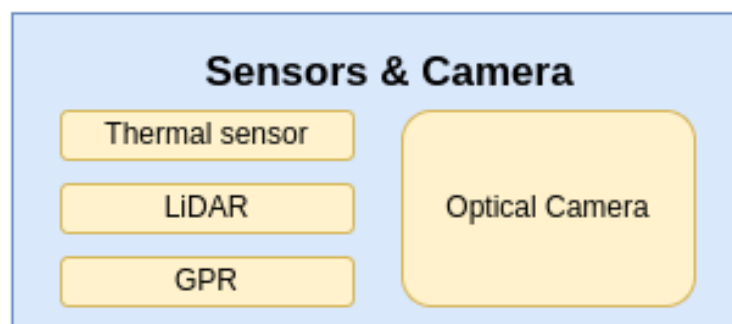 Sensors & Camera
Thermal sensor
LiDAR
GPR
Optical Camera